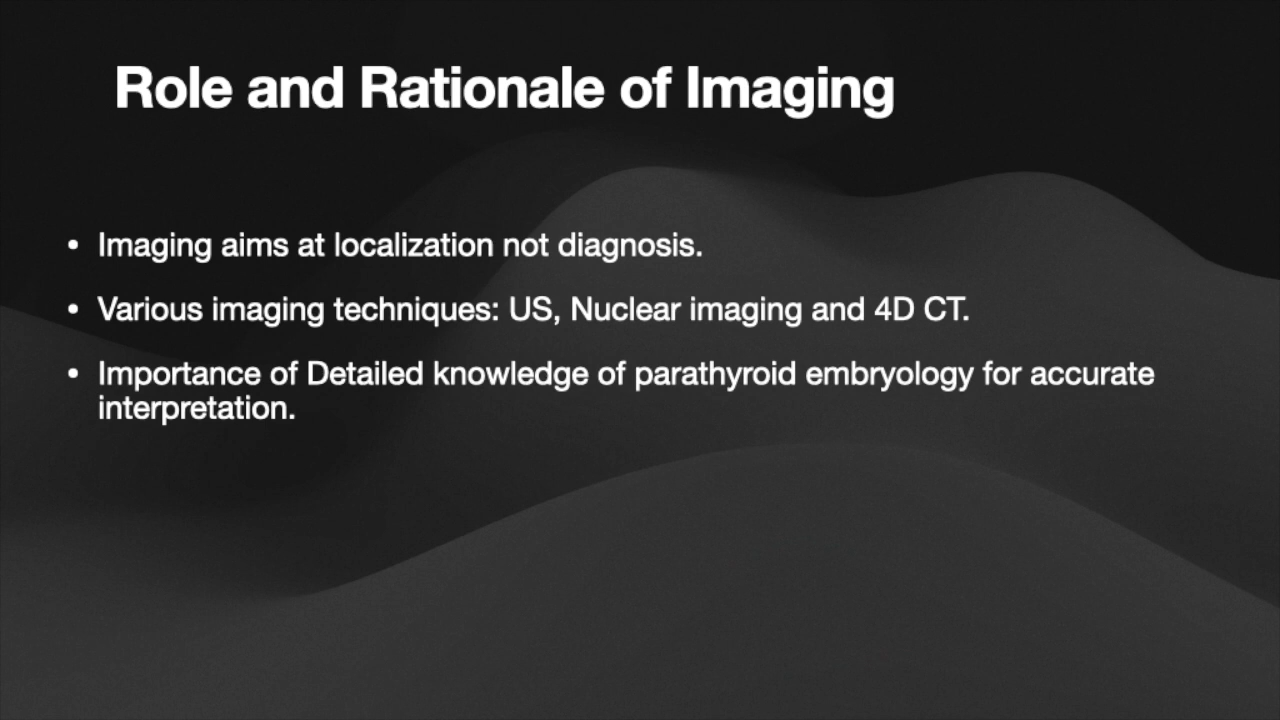 Role and Rationale of Imaging
• Imaging aims at localization not diagnosis.
• Various imaging techniques: US, Nuclear imaging and 4D CT.
• Importance of Detailed knowledge of parathyroid embryology for accurate
interpretation.